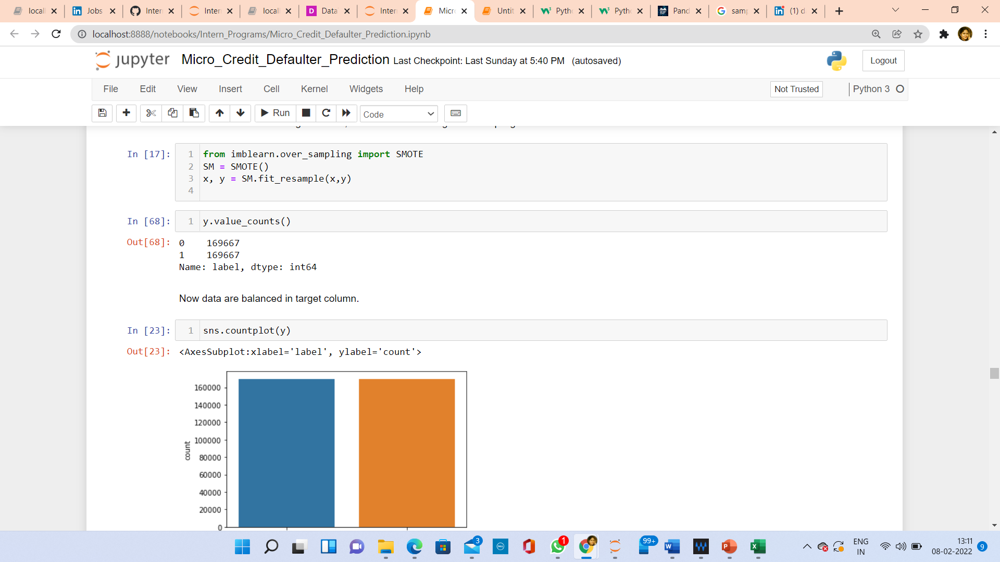 locall
Jobs
Inter
Inter
locall
Data
Inter
Micr
Untit
Pyth
Pyth
Pand
sam
(1) d
localhost:8888/notebooks/Intern_Programs/Micro_Credit_Defaulter_Prediction.ipynb
jupyter Micro_Credit_Defaulter_Prediction Last Checkpoint: Last Sunday at 5:40 PM (autosaved)
Logout
File Edit View Insert Cell Kernel Widgets Help
Not Trusted
Python 3
Run
Code
In [17]:
1 from imblearn.over_sampling import SMOTE
2 SM = SMOTE()
3 x, y = SM.fit_resample(x,y)
4
In [68]: 1 y.value_counts()
Out[68]: 0 169667
1 169667
Name: label, dtype: int64
Now data are balanced in target column.
In [23]: 1 sns.countplot(y)
Out[23]: <AxesSubplot:xlabel='label', ylabel='count'>
160000
140000
120000
100000
80000
60000
40000
20000
0
count
3
DELL
1
99+
ENG
IN
13:11
08-02-2022
9